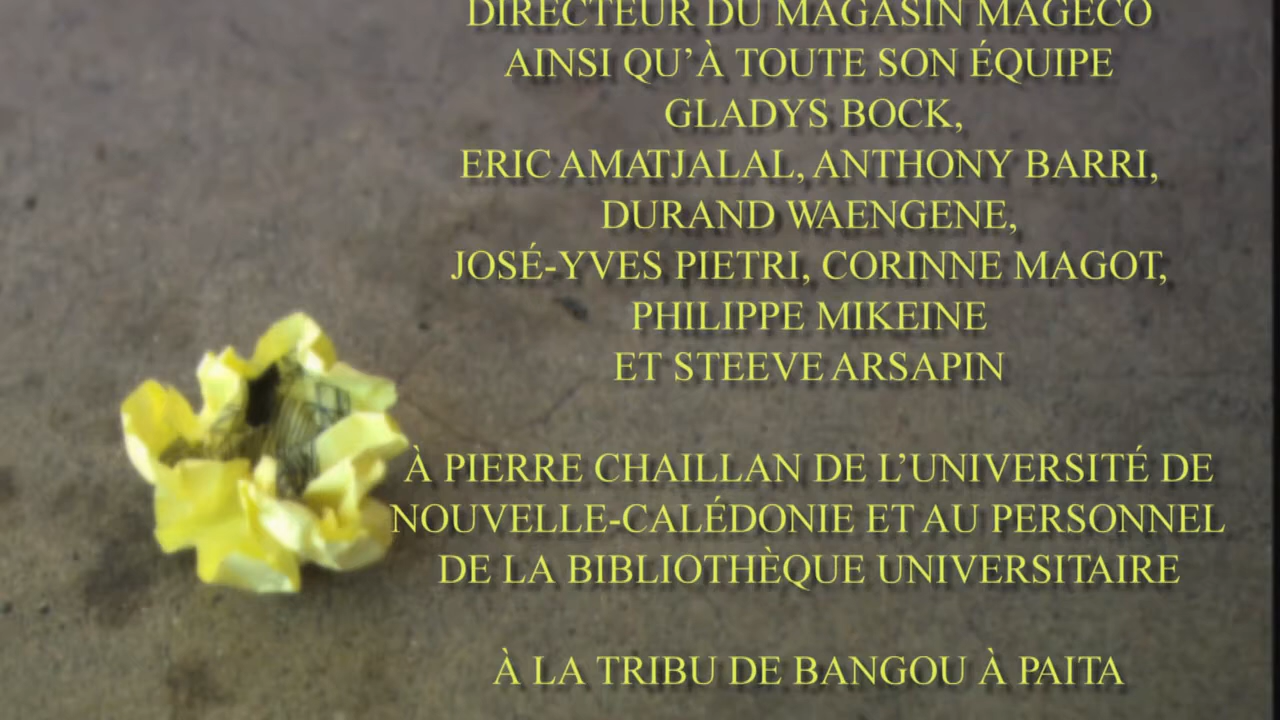 DIRECTEUR DU MAGASIN MAGECO
AINSI QU'À TOUTE SON ÉQUIPE
GLADYS BOCK,
ERIC AMATJALAL, ANTHONY BARRI,
DURAND WAENGENE,
JOSÉ-YVES PIETRI, CORINNE MAGOT,
PHILIPPE MIKEINE
ET STEEVE ARSAPIN
À PIERRE CHAILLAN DE L'UNIVERSITÉ DE
NOUVELLE-CALÉDONIE ET AU PERSONNEL
DE LA BIBLIOTHÈQUE UNIVERSITAIRE
À LA TRIBU DE BANGOU À PAITA